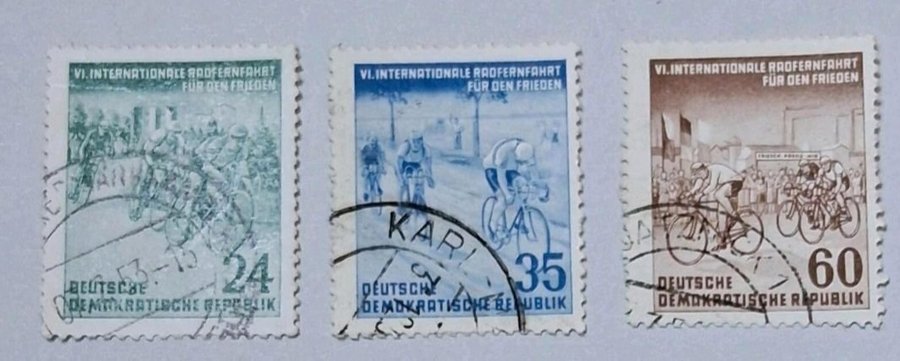 VI. INTERNATIONALE RADFERNFAHRT
FÜR DEN FRIEDEN
24
DEUTSCHE
DEMOKRATISCHE REPUBLIK
VI. INTERNATIONALE RADFERNFAHRT
FÜR DEN FRIEDEN
KARL
35
DEUTSCHE
DEMOKRATISCHE REPUBLIK
VI. INTERNATIONALE RADFERNFAHRT
FÜR DEN FRIEDEN
60
DEUTSCHE
DEMOKRATISCHE REPUBLIK